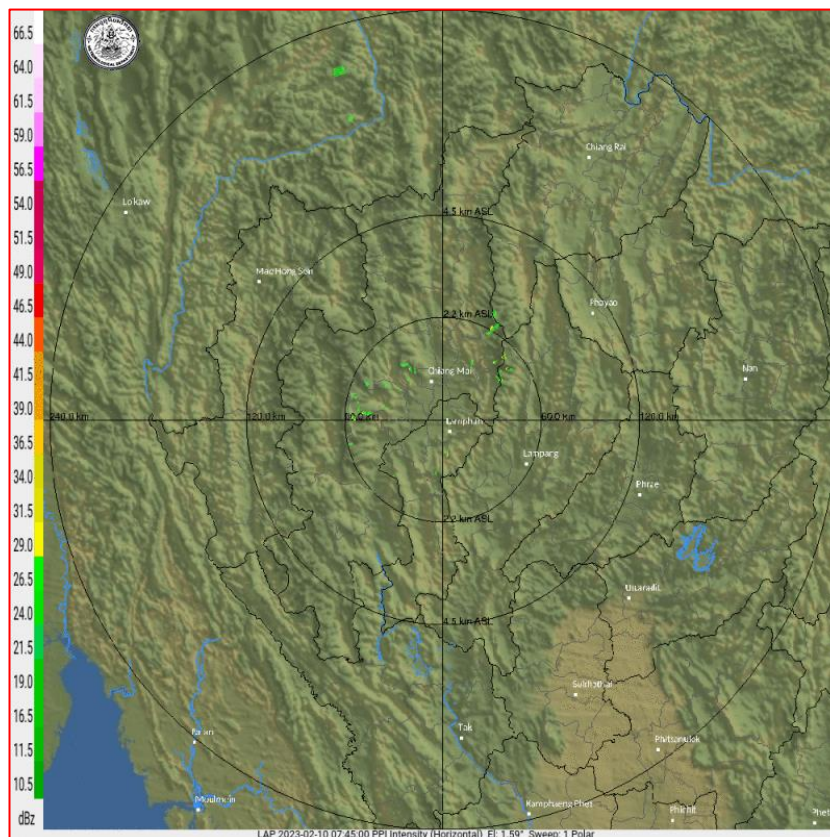 66.5
64.0
61.5
59.0
56.5
54.0
51.5
49.0
46.5
44.0
41.5
39.0
36.5
34.0
31.5
29.0
26.5
24.0
21.5
19.0
16.5
14.0
11.5
10.5
dBz
Chiang Rai
Loikaw
4.5 km ASL
Mae Hong Son
Phayao
2.2 km ASL
Chiang Mai
Nan
240.0 km
120.0 km
60.0 km
60.0 km
120.0 km
Lamphun
Lampang
Phrae
2.2 km ASL
Uttaradit
4.5 km ASL
Sukhothai
Tak
Pa-an
Phitsanulok
Moulmein
Kamphaeng Phet
Phichit
Phe
LAP 2023-02-10 07:45:00 PPI Intensity (Horizontal) El: 1.59° Sweep: 1 Polar